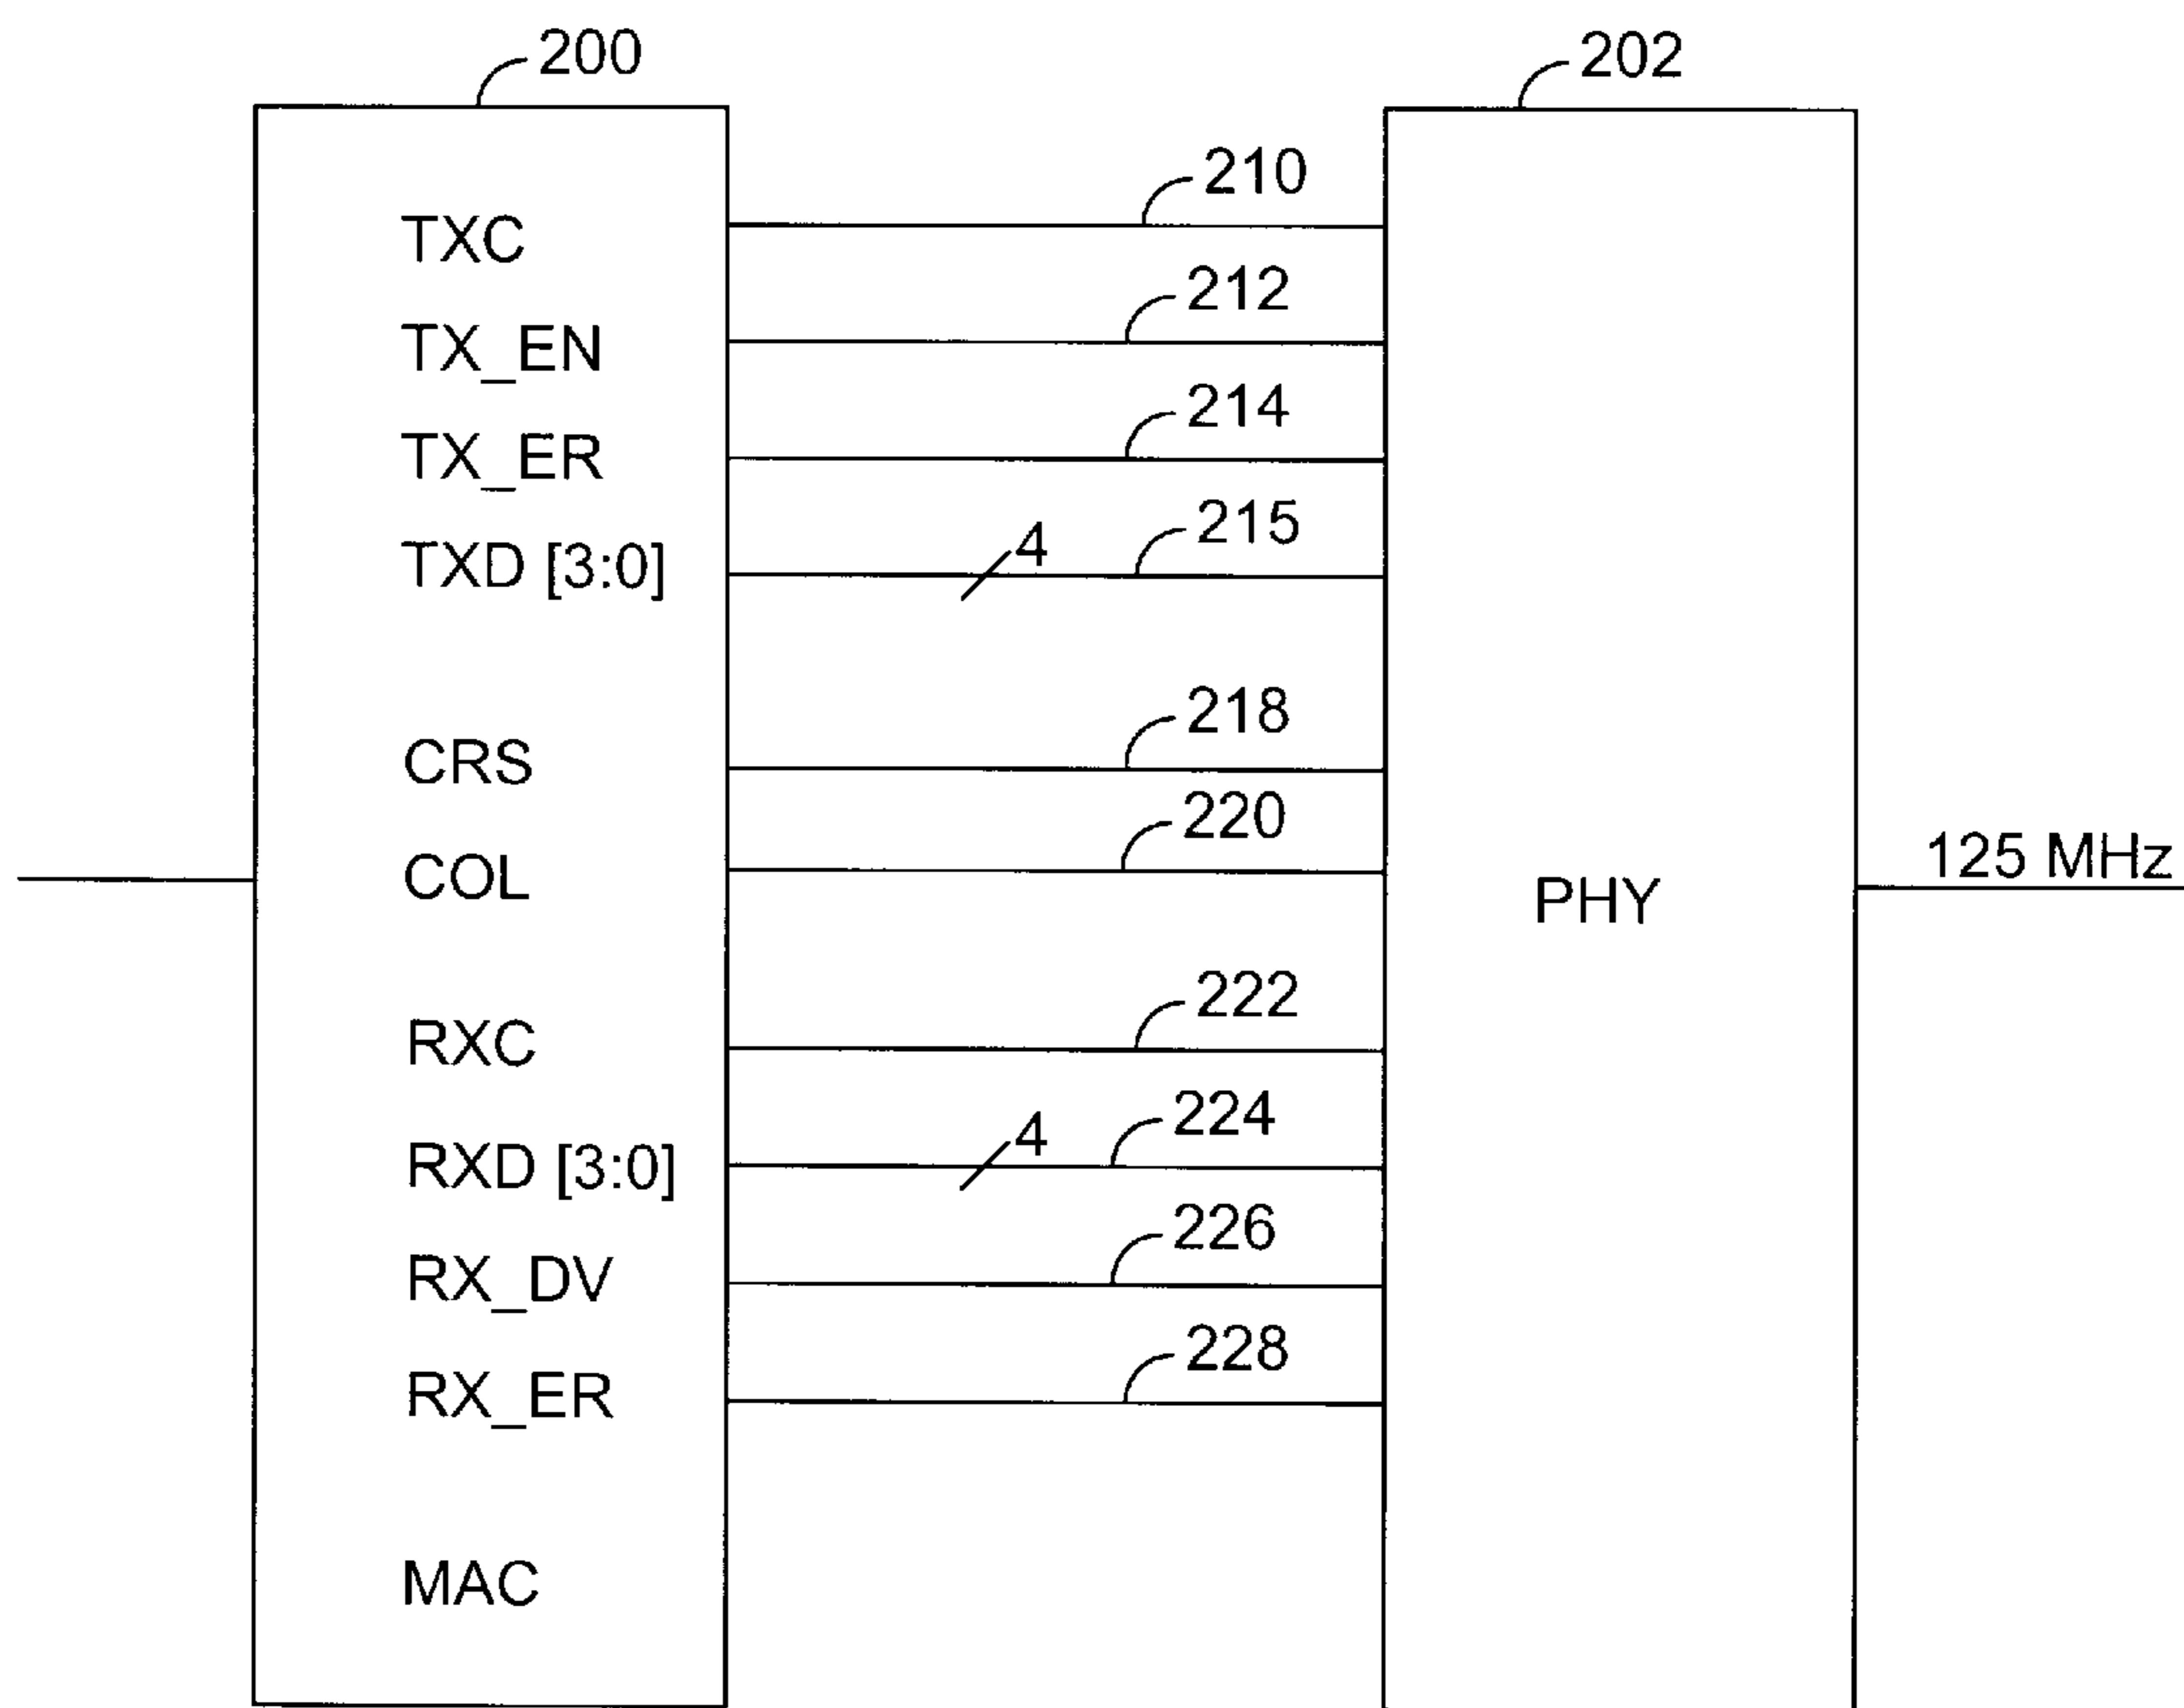 200
202
210
TXC
212
TX_EN
214
TX_ER
4
215
TXD [3:0]
218
CRS
220
COL
125 MHz
PHY
222
RXC
224
4
RXD [3:0]
226
RX_DV
228
RX_ER
MAC